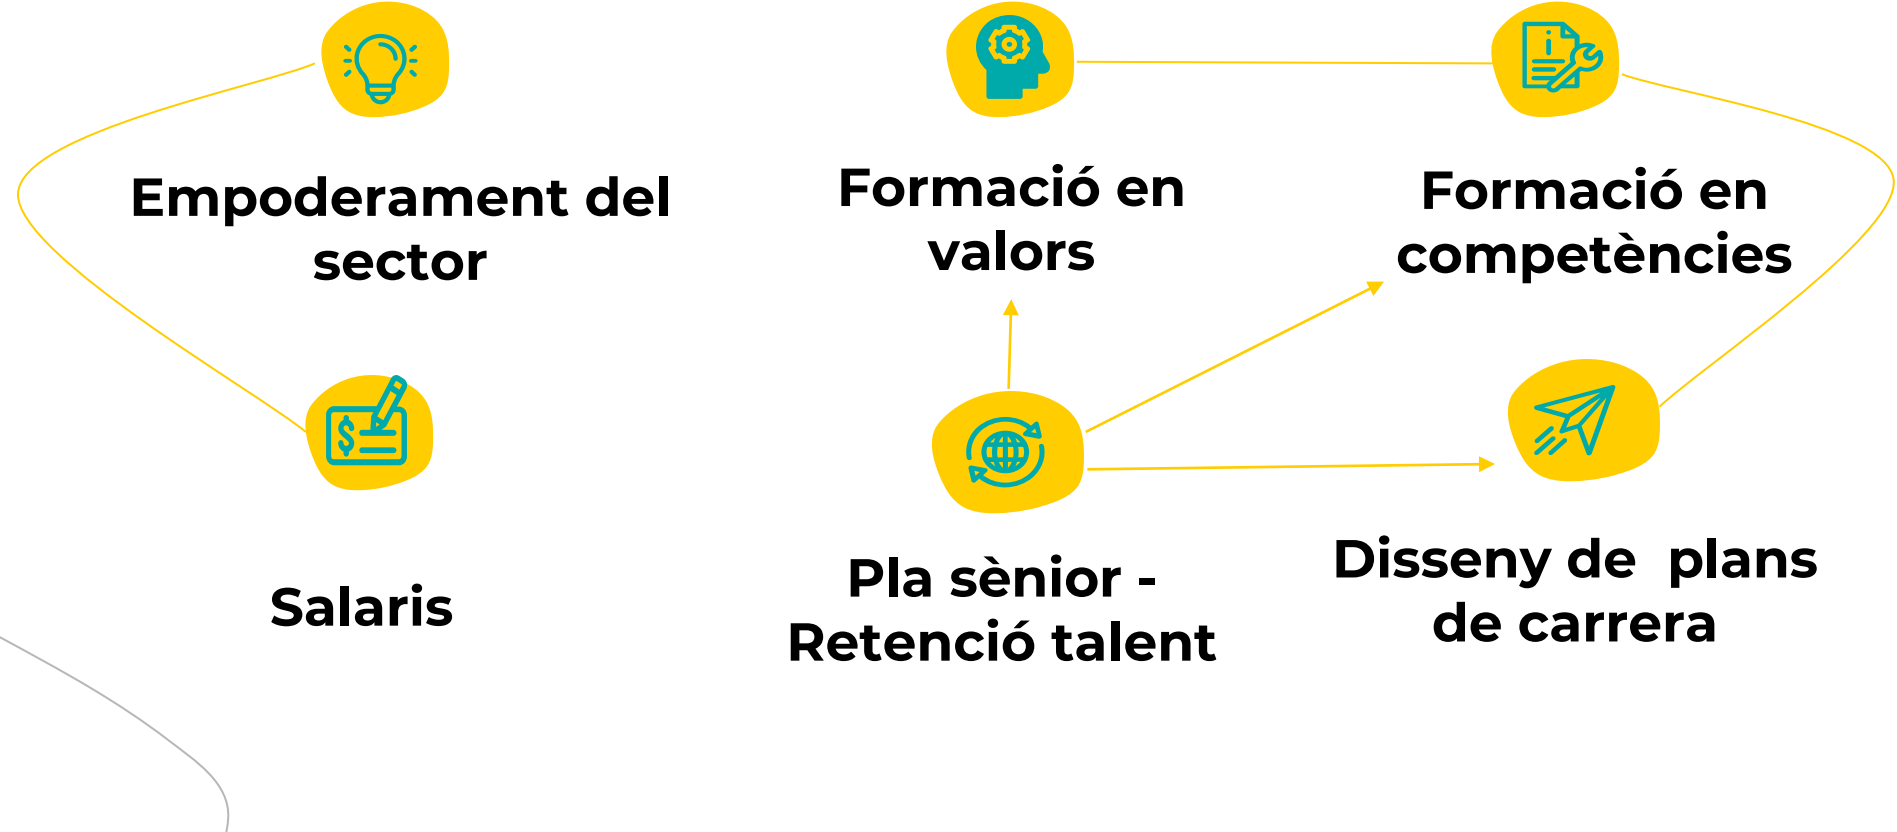 Empoderament del
sector
Formació en
valors
Formació en
competències
Salaris
Pla sènior -
Retenció talent
Disseny de  plans
de carrera